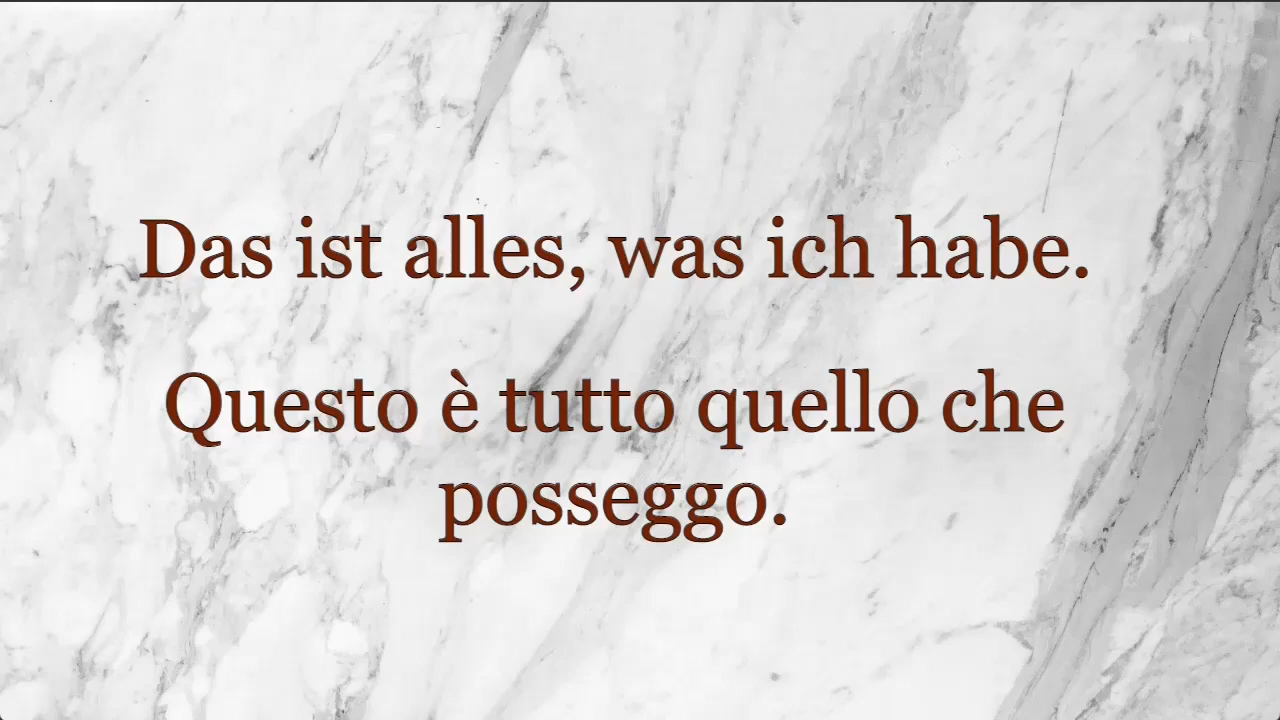 Das ist alles, was ich habe.
Questo è tutto quello che
posseggo.